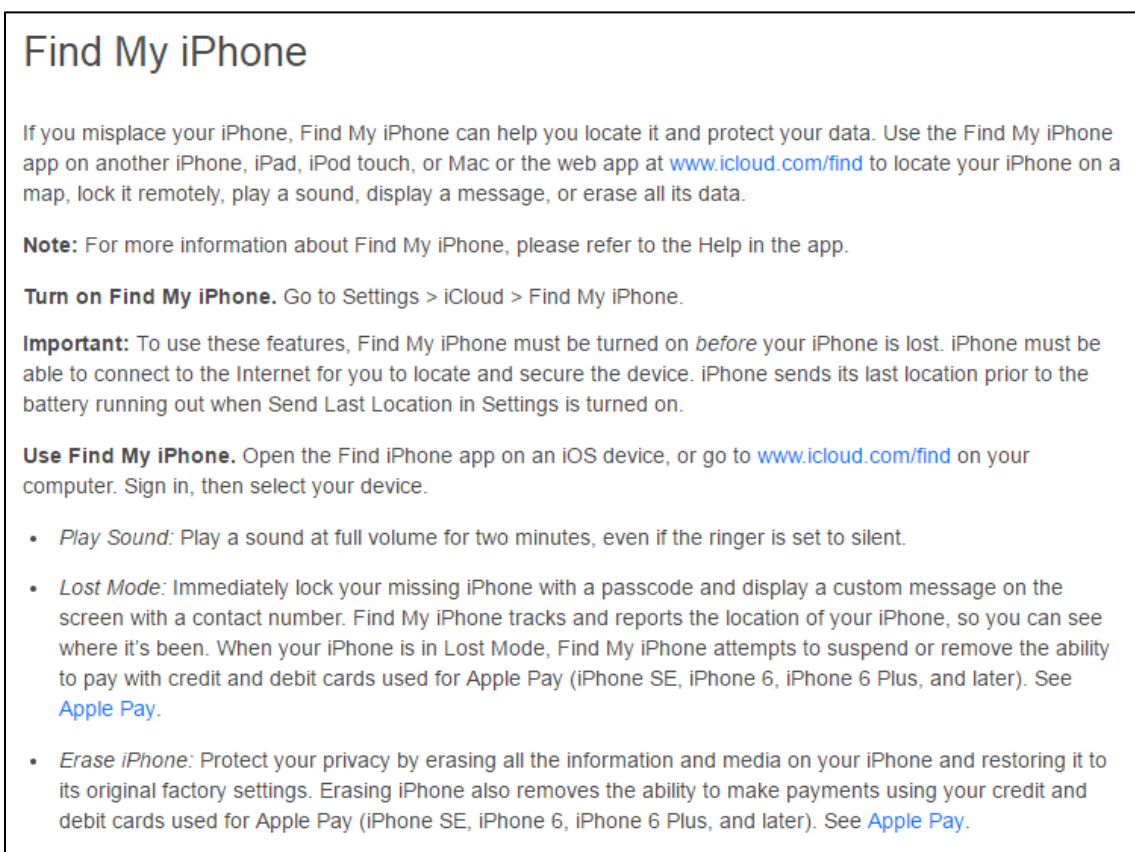 Find My iPhone
If you misplace your iPhone, Find My iPhone can help you locate it and protect your data. Use the Find My iPhone
app on another iPhone, iPad, iPod touch, or Mac or the web app at www.icloud.com/find to locate your iPhone on a
map, lock it remotely, play a sound, display a message, or erase all its data.
Note: For more information about Find My iPhone, please refer to the Help in the app.
Turn on Find My iPhone. Go to Settings > iCloud > Find My iPhone.
Important: To use these features, Find My iPhone must be turned on before your iPhone is lost. iPhone must be
able to connect to the Internet for you to locate and secure the device. iPhone sends its last location prior to the
battery running out when Send Last Location in Settings is turned on.
Use Find My iPhone. Open the Find iPhone app on an iOS device, or go to www.icloud.com/find on your
computer. Sign in, then select your device.
• Play Sound: Play a sound at full volume for two minutes, even if the ringer is set to silent.
• Lost Mode: Immediately lock your missing iPhone with a passcode and display a custom message on the
screen with a contact number. Find My iPhone tracks and reports the location of your iPhone, so you can see
where it's been. When your iPhone is in Lost Mode, Find My iPhone attempts to suspend or remove the ability
to pay with credit and debit cards used for Apple Pay (iPhone SE, iPhone 6, iPhone 6 Plus, and later). See
Apple Pay.
• Erase iPhone: Protect your privacy by erasing all the information and media on your iPhone and restoring it to
its original factory settings. Erasing iPhone also removes the ability to make payments using your credit and
debit cards used for Apple Pay (iPhone SE, iPhone 6, iPhone 6 Plus, and later). See Apple Pay.